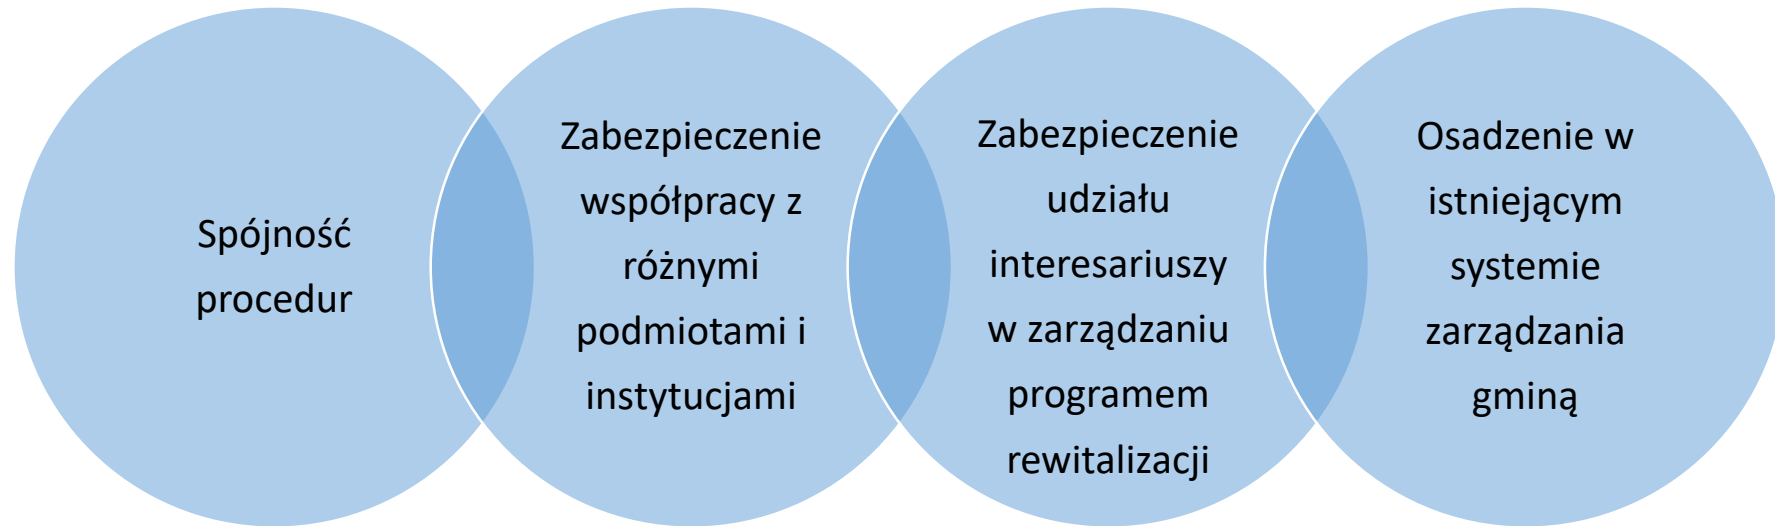 Spójność
procedur
Zabezpieczenie
współpracy z
różnymi
podmiotami i
instytucjami
Zabezpieczenie
udziału
interesariuszy
w zarządzaniu
programem
rewitalizacji
Osadzenie w
istniejącym
systemie
zarządzania
gminą